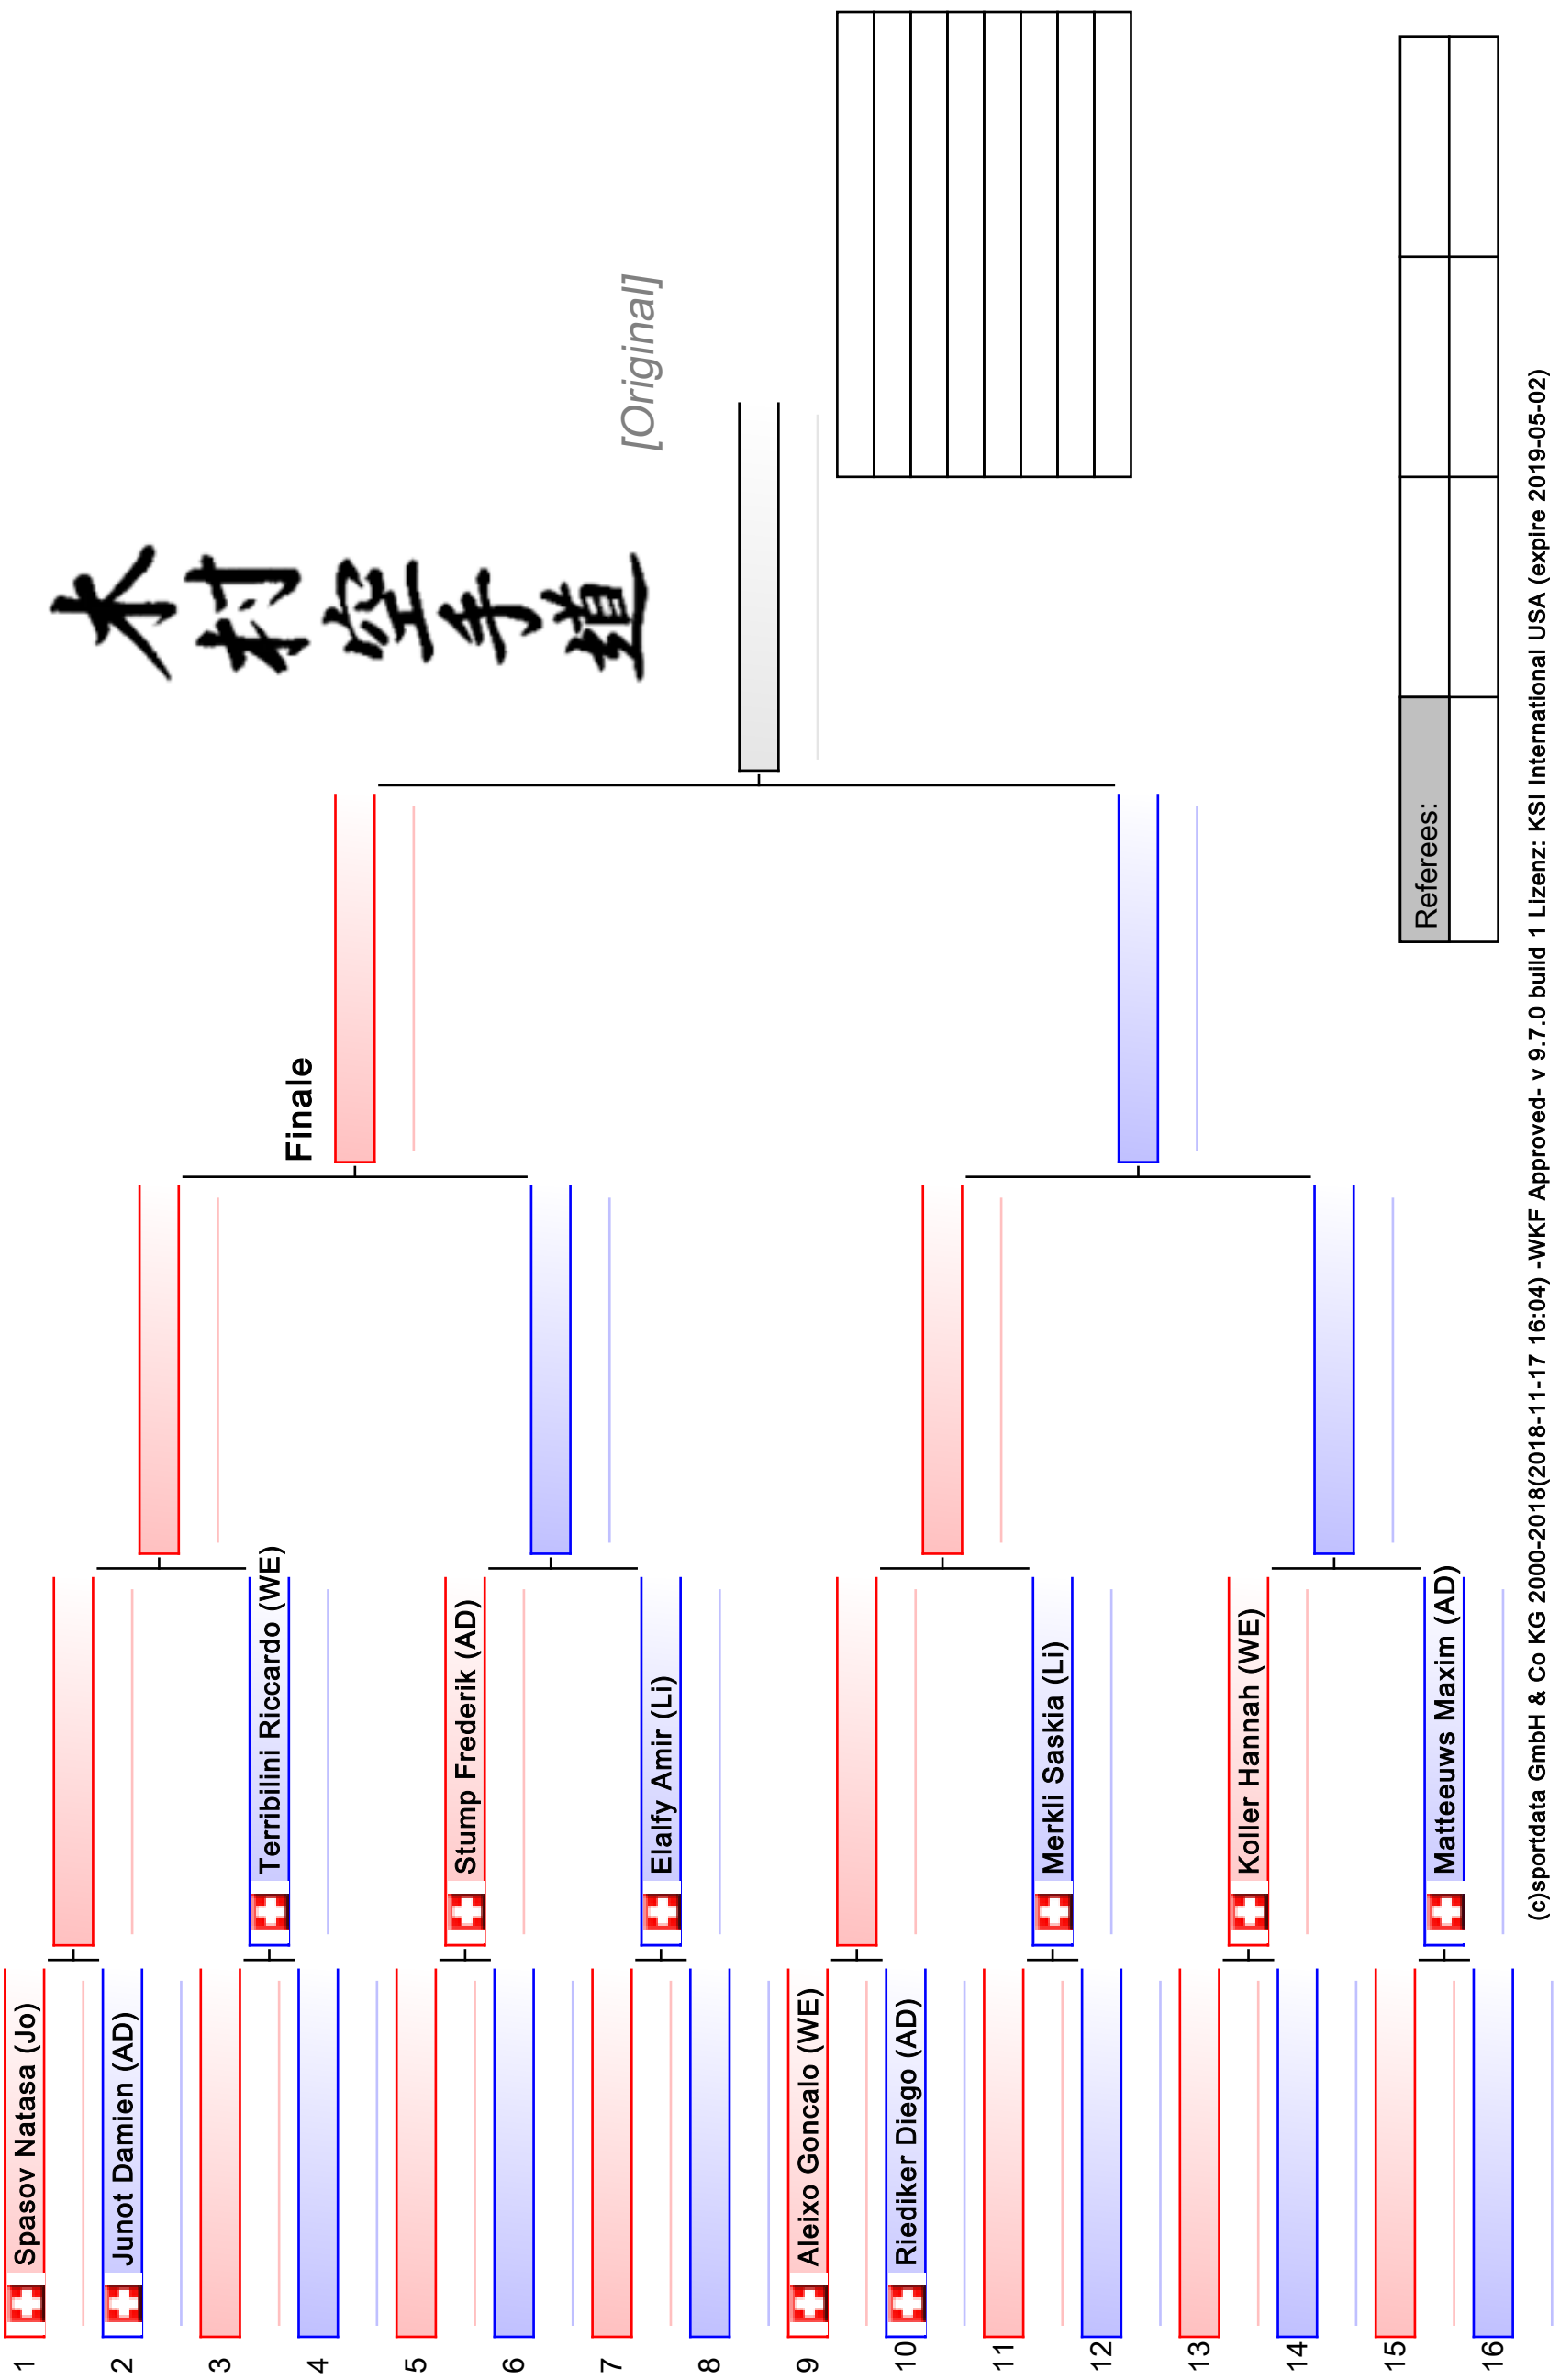 木村空手道
[Original]
Finale
1 Spasov Natasa (Jo)
2 Junot Damien (AD)
3
Terribilini Riccardo (WE)
4
5
Stump Frederik (AD)
6
7
Elalfy Amir (Li)
8
9 Aleixo Goncalo (WE)
10 Riediker Diego (AD)
11
Merkli Saskia (Li)
12
13
Koller Hannah (WE)
14
15
Matteeuws Maxim (AD)
16
Referees:
(c)sportdata GmbH & Co KG 2000-2018(2018-11-17 16:04) -WKF Approved- v 9.7.0 build 1 Lizenz: KSI International USA (expire 2019-05-02)